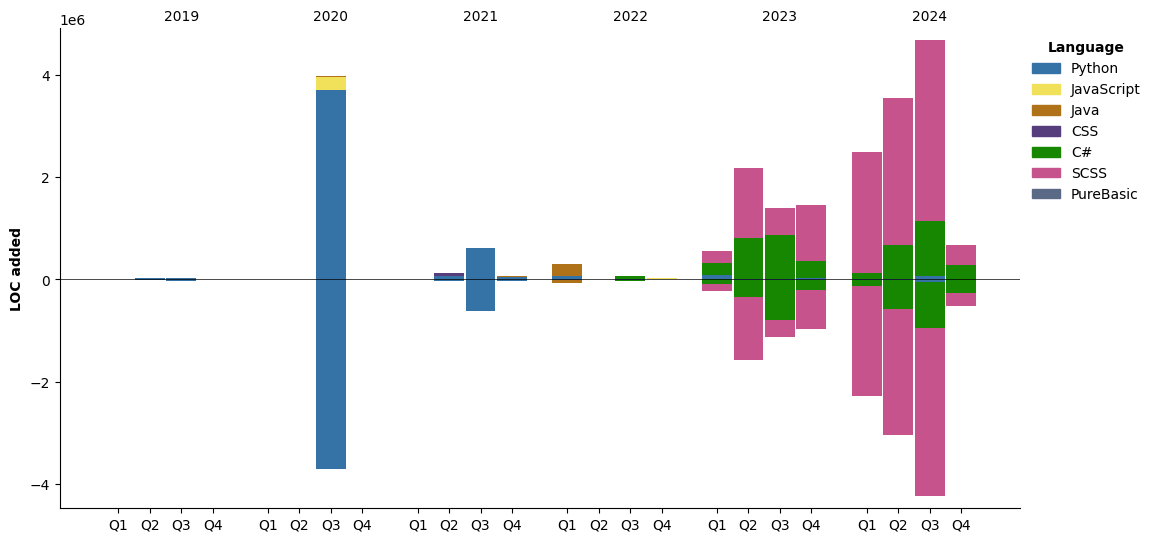 1e6
2019 2020 2021 2022 2023 2024
Language
Python
JavaScript
Java
CSS
C#
SCSS
PureBasic
LOC added
4
2
0
−2
−4
Q1 Q2 Q3 Q4 Q1 Q2 Q3 Q4 Q1 Q2 Q3 Q4 Q1 Q2 Q3 Q4 Q1 Q2 Q3 Q4 Q1 Q2 Q3 Q4